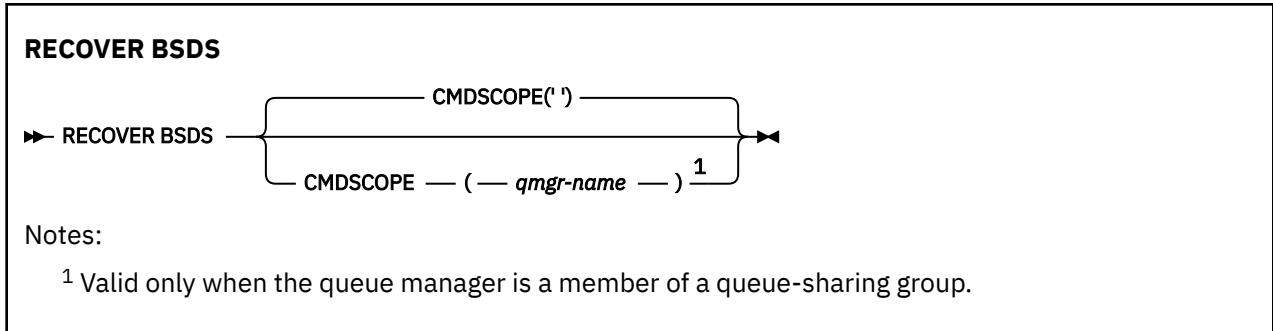 RECOVER BSDS
CMDSCOPE(' ')
RECOVER BSDS
CMDSCOPE ( qmgr-name ) 1
Notes:
1 Valid only when the queue manager is a member of a queue-sharing group.